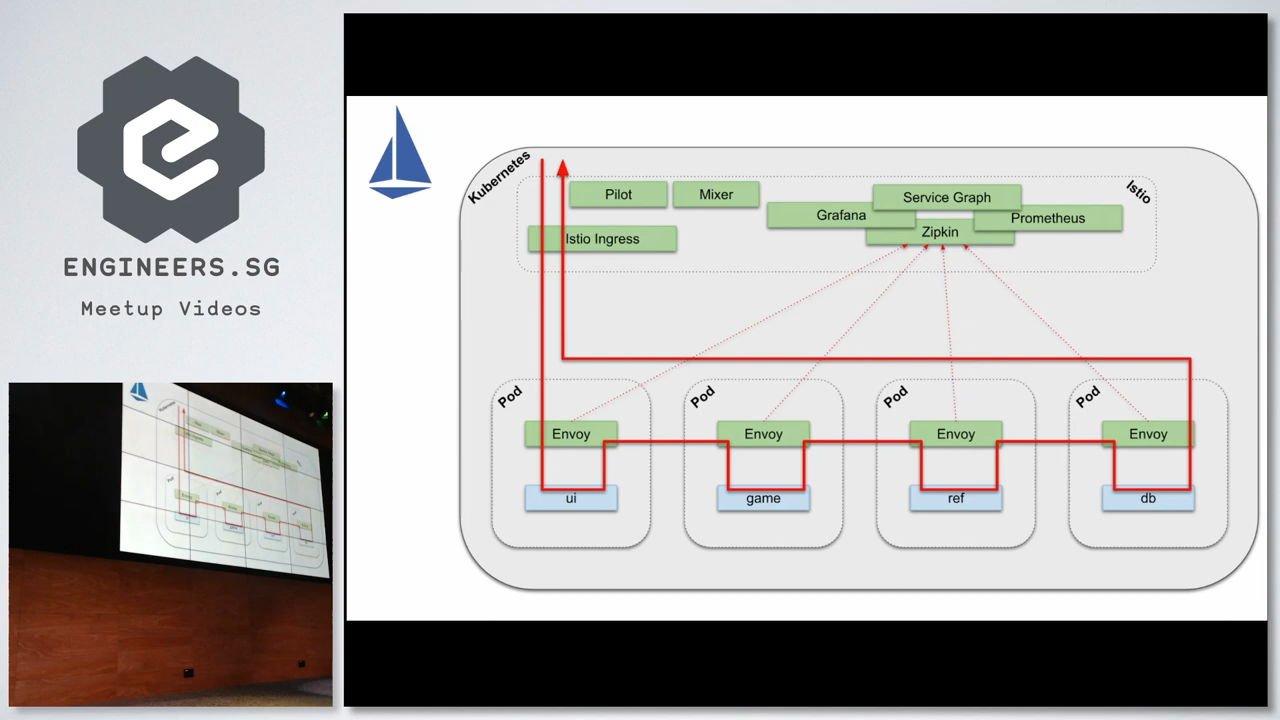 ENGINEERS.SG
Meetup Videos
Kubernetes
Istio
Pilot
Mixer
Service Graph
Grafana
Prometheus
Zipkin
Istio Ingress
Pod
Pod
Pod
Pod
Envoy
Envoy
Envoy
Envoy
ui
game
ref
db